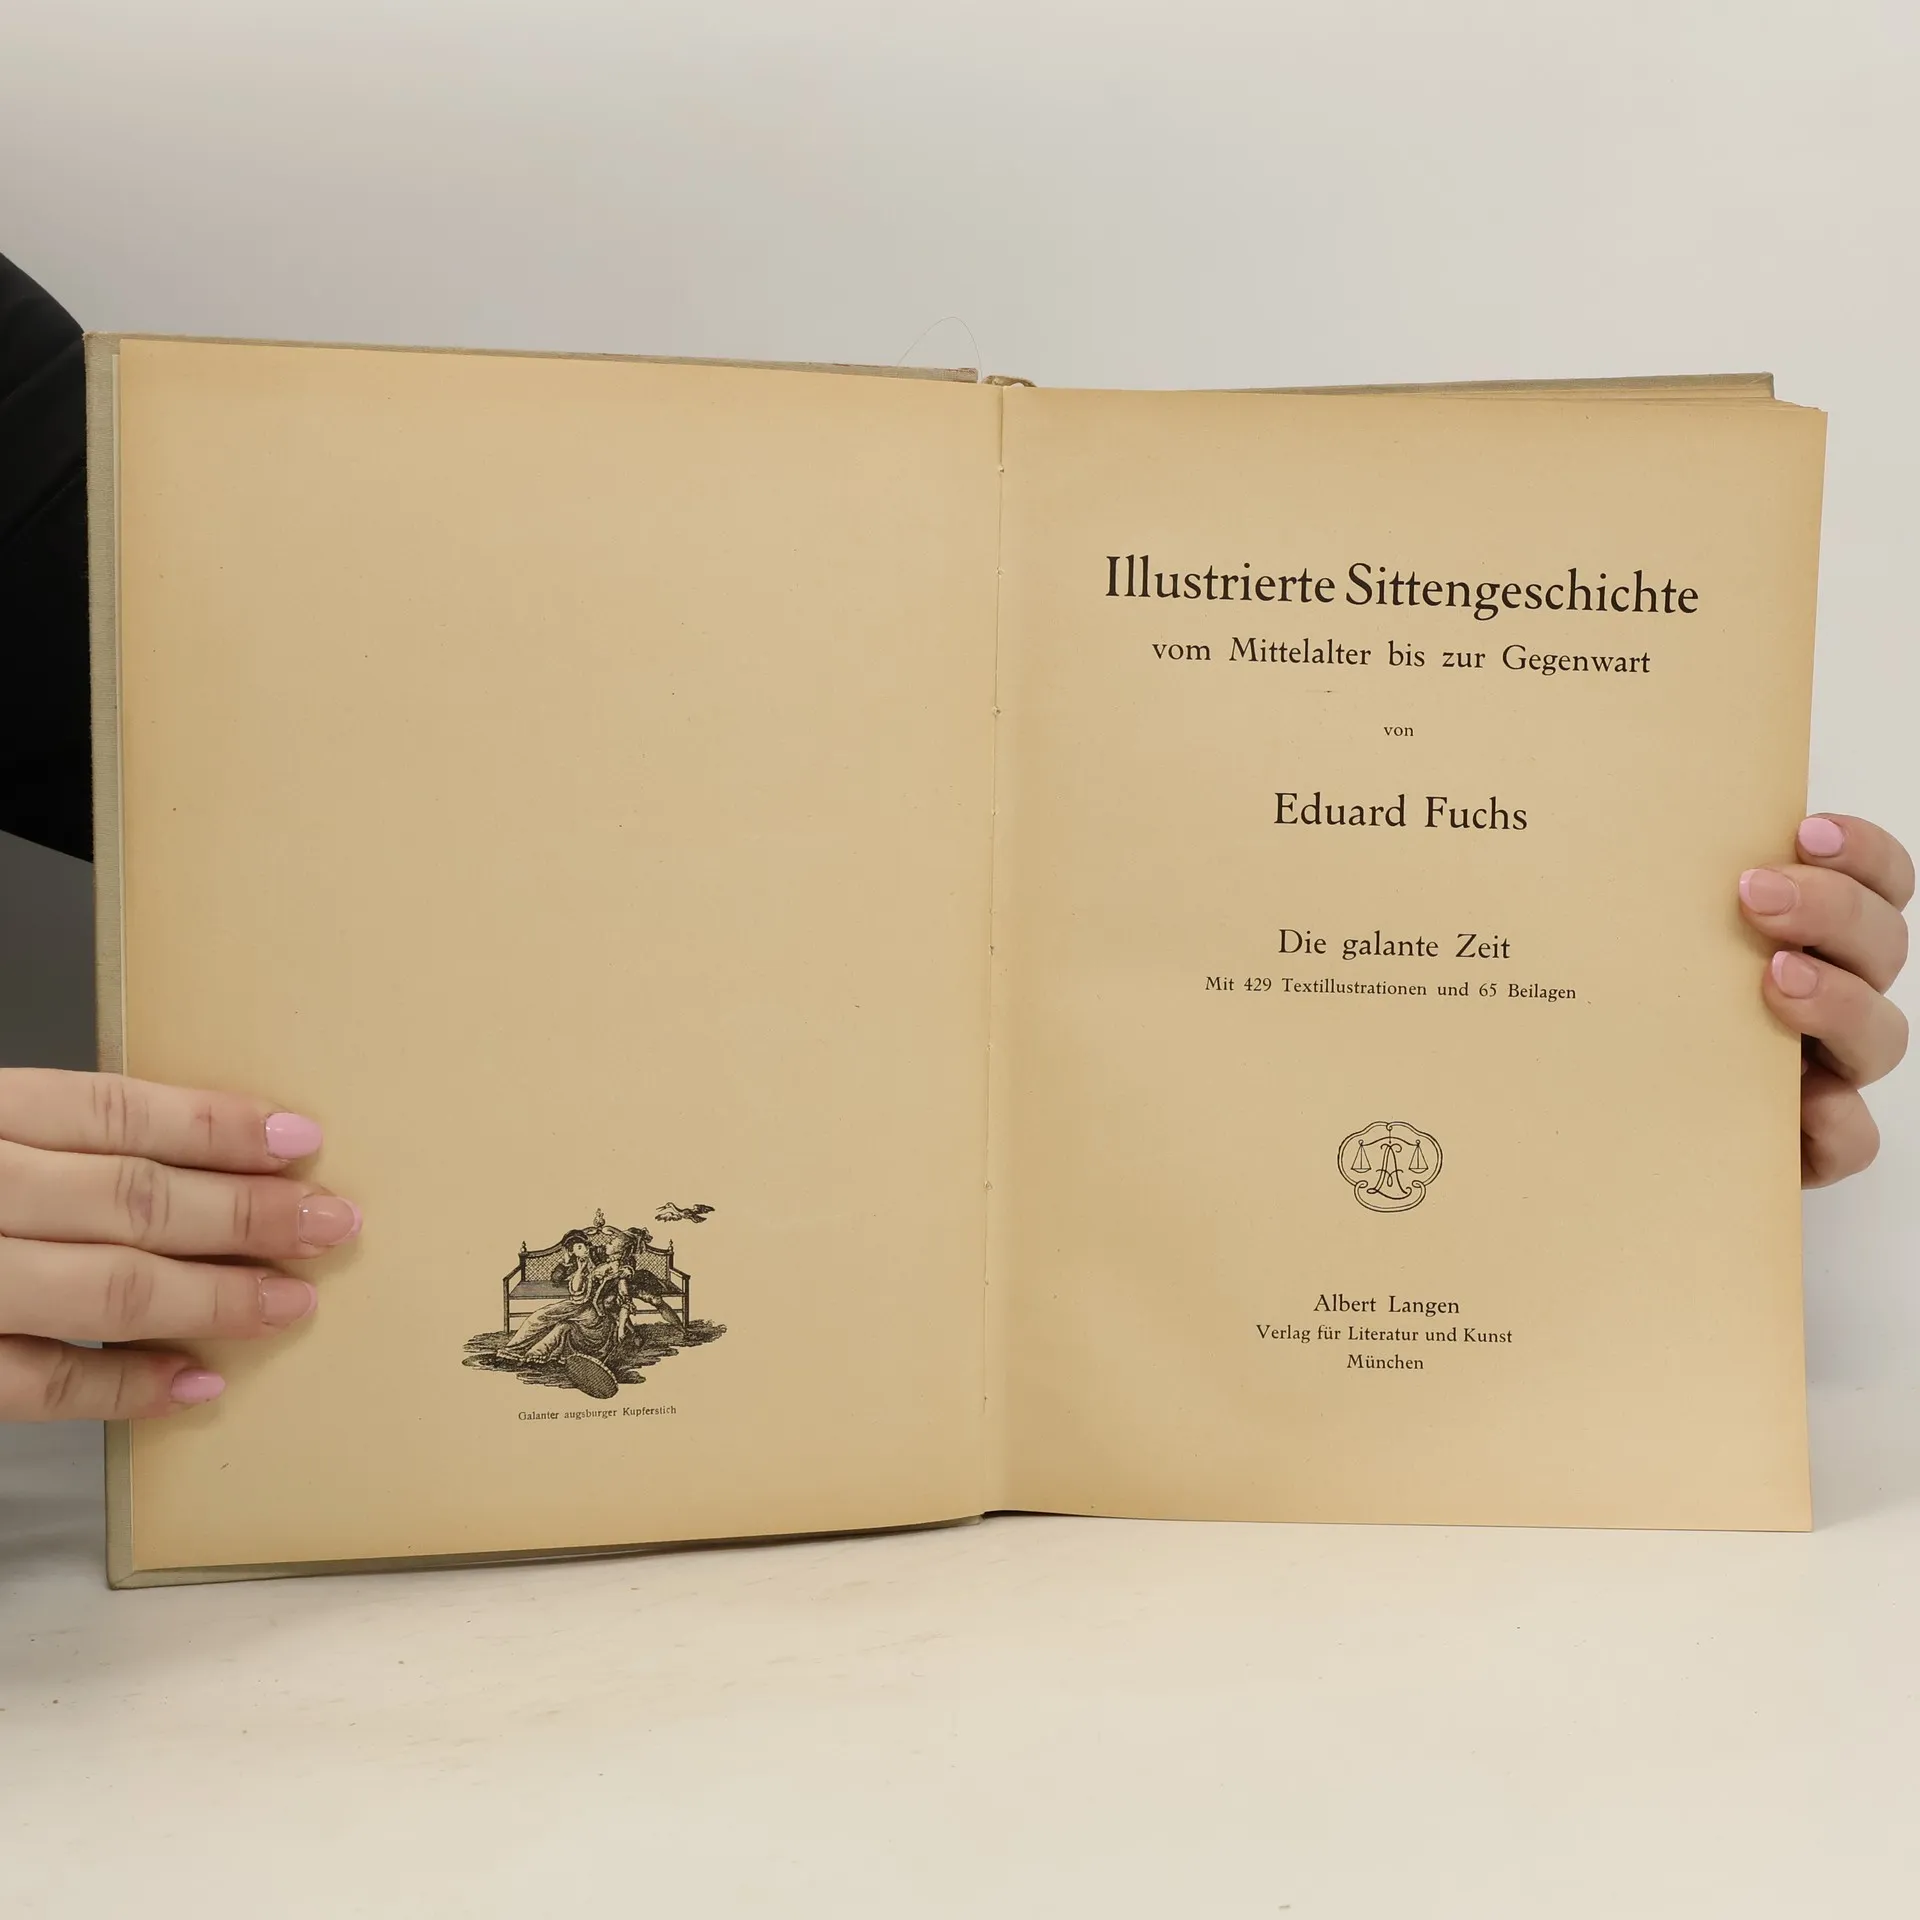 Galanter augsburger Kupferstich
Illustrierte Sittengeschichte
vom Mittelalter bis zur Gegenwart
von
Eduard Fuchs
Die galante Zeit
Mit 429 Textillustrationen und 65 Beilagen
Albert Langen
Verlag für Literatur und Kunst
München